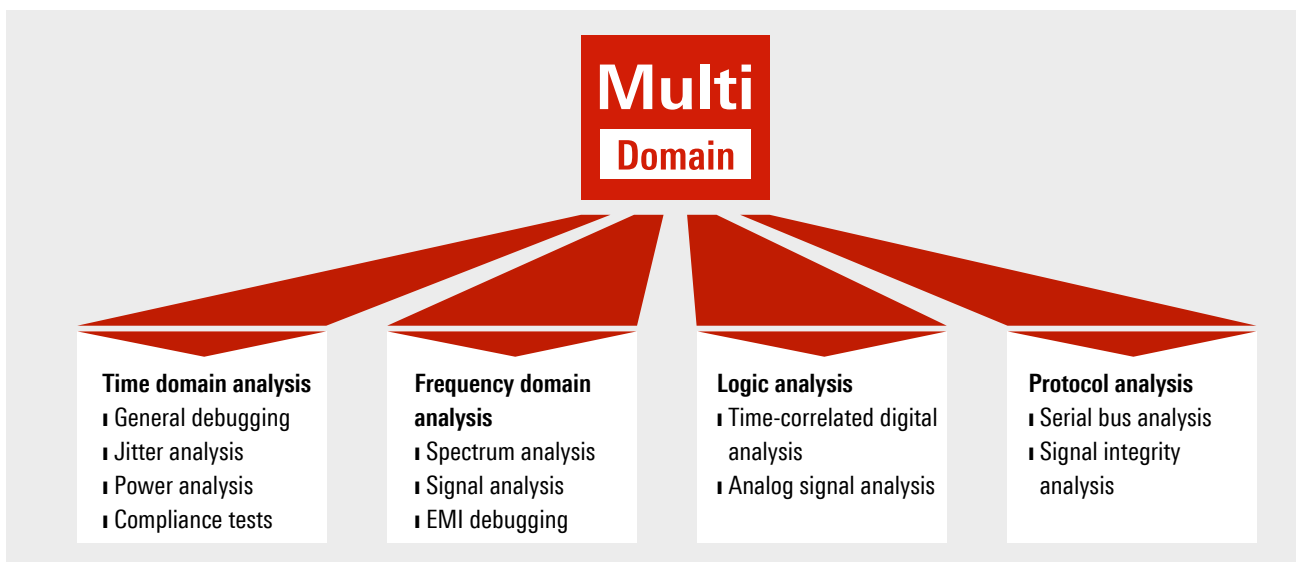 Multi
Domain
Time domain analysis
ı General debugging
ı Jitter analysis
ı Power analysis
ı Compliance tests
Frequency domain
analysis
ı Spectrum analysis
ı Signal analysis
ı EMI debugging
Logic analysis
ı Time-correlated digital
analysis
ı Analog signal analysis
Protocol analysis
ı Serial bus analysis
ı Signal integrity
analysis